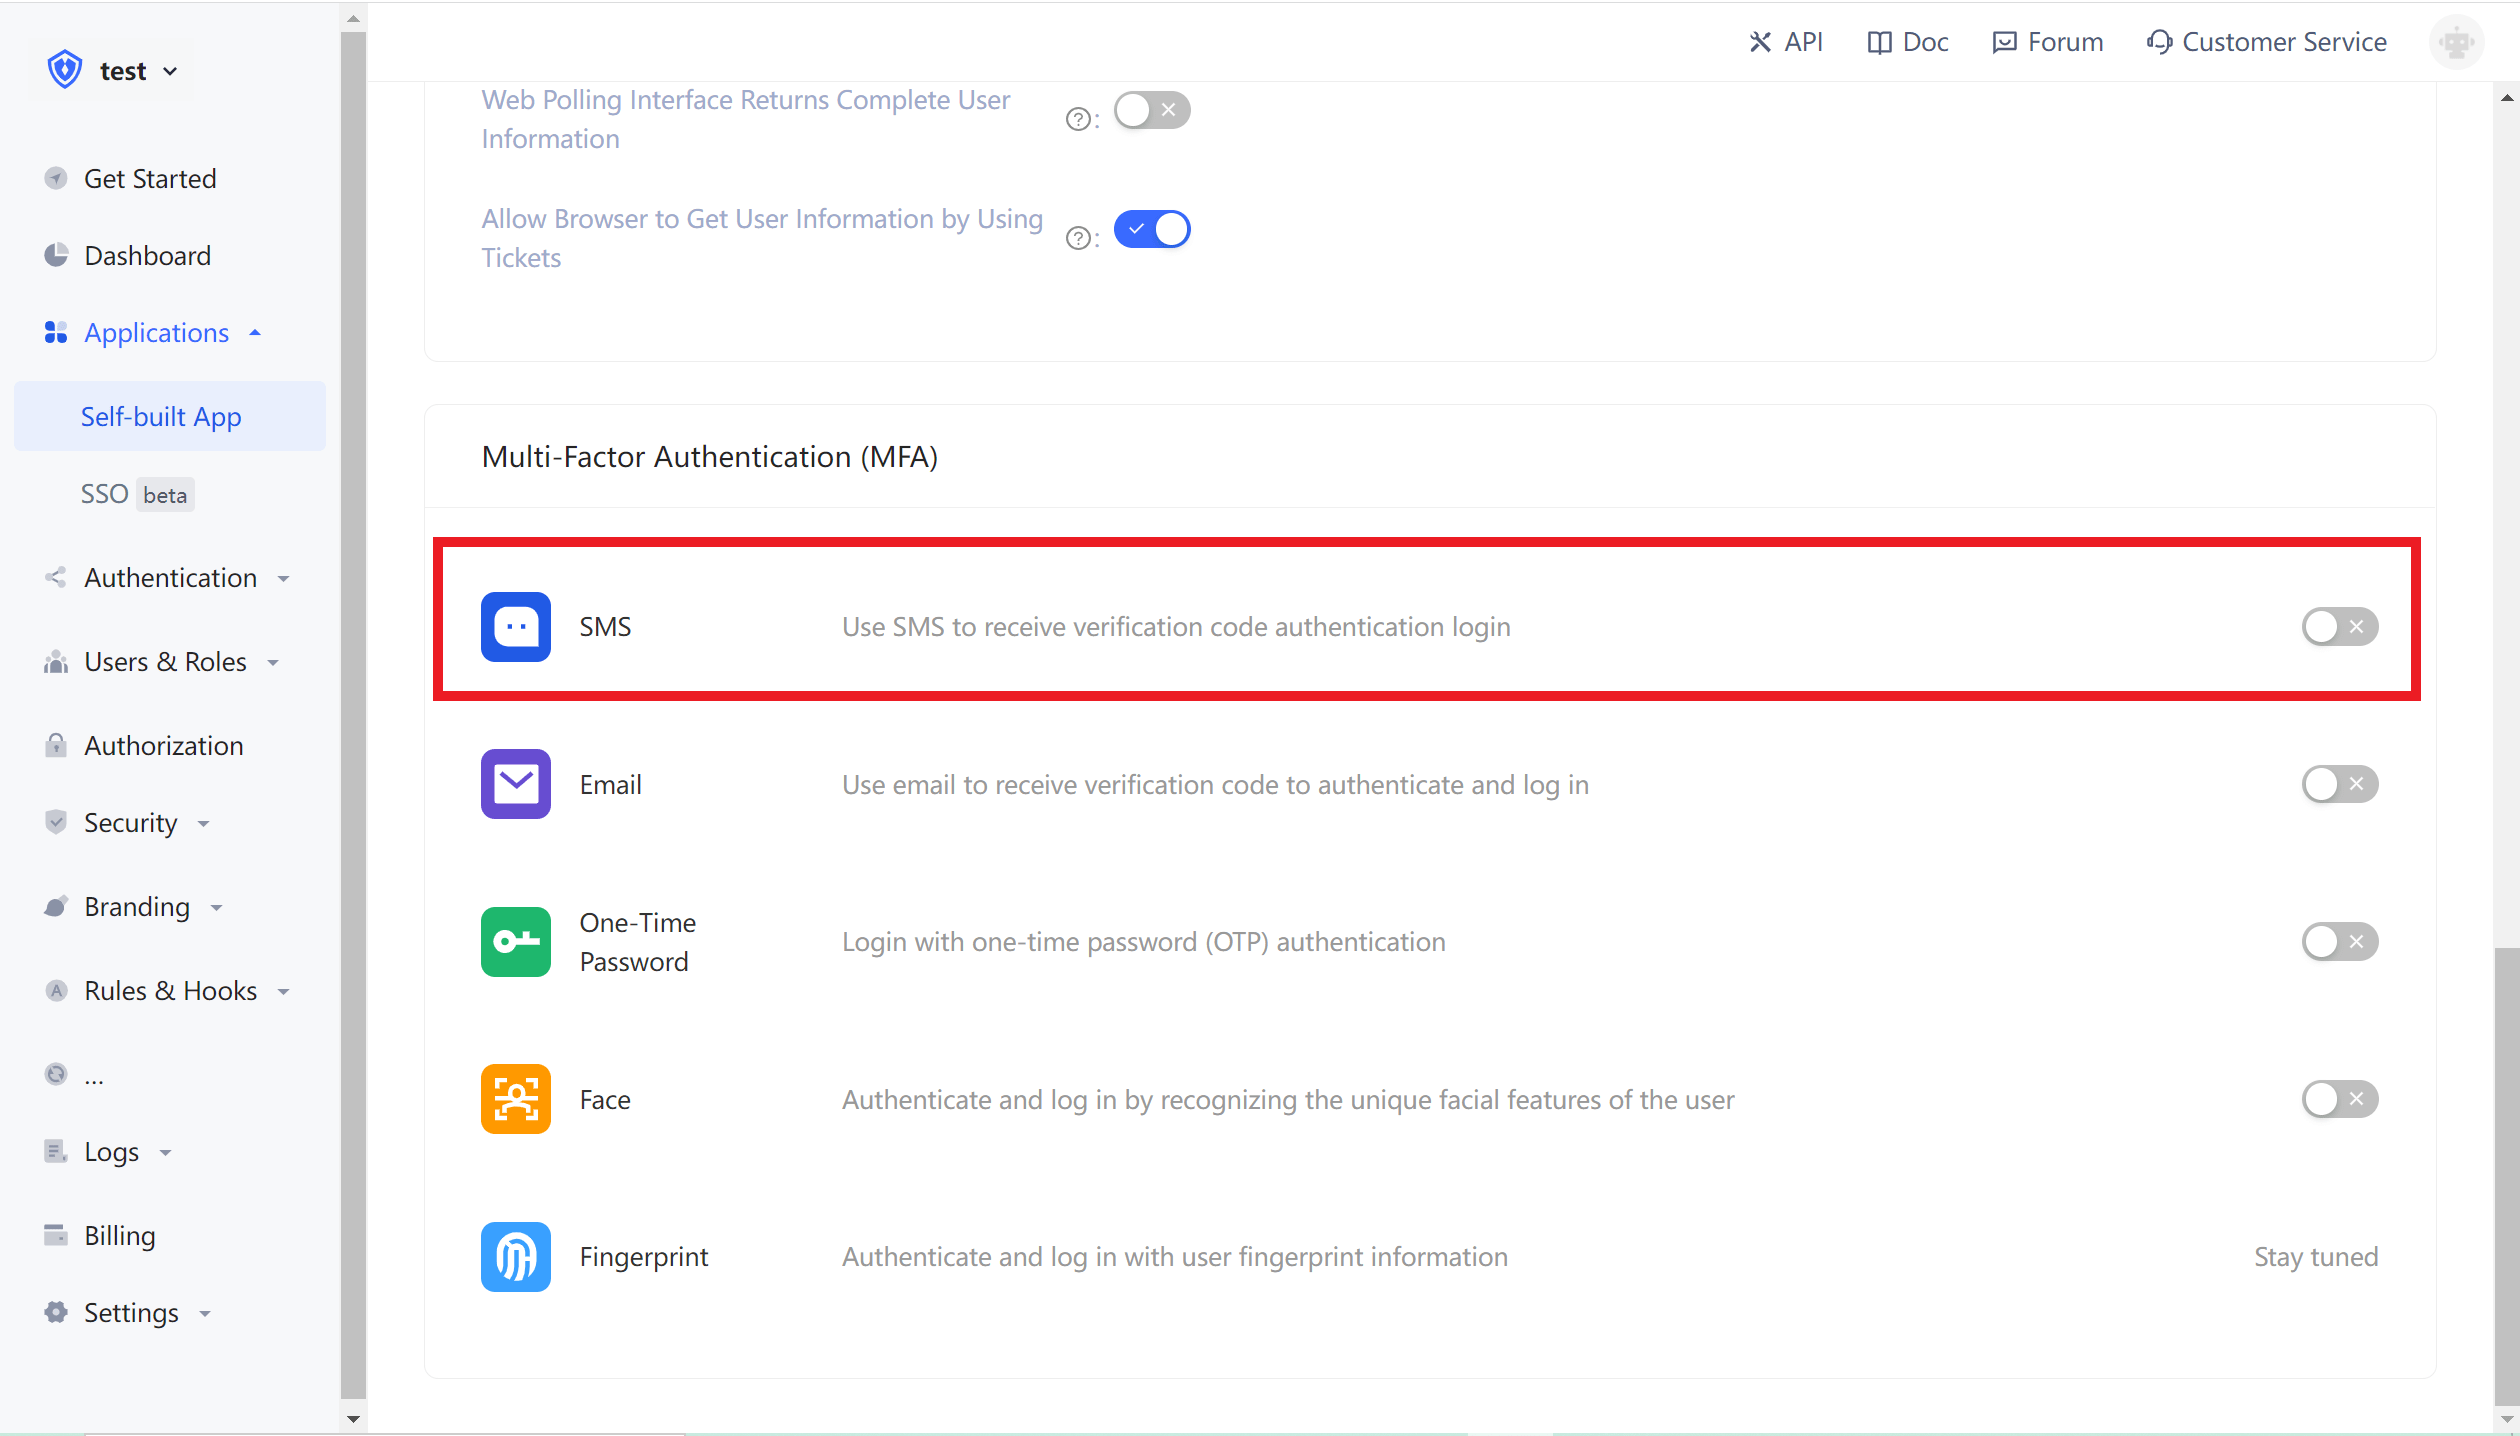 test
API
Doc
Forum
Customer Service
Get Started
Dashboard
Applications
Self-built App
SSO beta
Authentication
Users & Roles
Authorization
Security
Branding
Rules & Hooks
...
Logs
Billing
Settings
Web Polling Interface Returns Complete User
Information
Allow Browser to Get User Information by Using
Tickets
Multi-Factor Authentication (MFA)
SMS
Use SMS to receive verification code authentication login
Email
Use email to receive verification code to authenticate and log in
One-Time
Password
Login with one-time password (OTP) authentication
Face
Authenticate and log in by recognizing the unique facial features of the user
Fingerprint
Authenticate and log in with user fingerprint information
Stay tuned